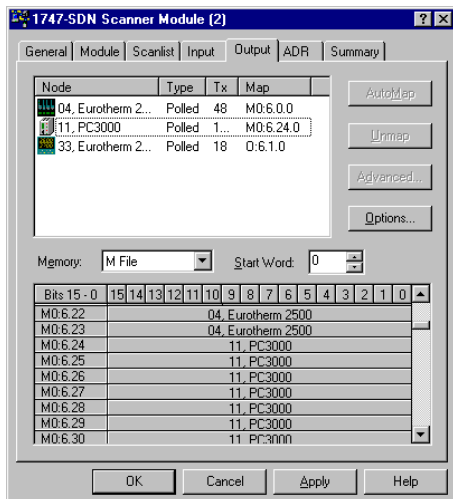 1747-SDN Scanner Module (2)
General Module Scanlist Input Output ADR Summary
Node Type Tx Map
04, Eurotherm 2... Polled 48 M0:6.0.0
11, PC3000 Polled 1... M0:6.24.0
33, Eurotherm 2... Polled 18 O:6.1.0
AutoMap
Unmap
Advanced...
Options...
Memory: M File Start Word: 0
Bits 15 - 0 15 14 13 12 11 10 9 8 7 6 5 4 3 2 1 0
M0:6.22 04, Eurotherm 2500
M0:6.23 04, Eurotherm 2500
M0:6.24 11, PC3000
M0:6.25 11, PC3000
M0:6.26 11, PC3000
M0:6.27 11, PC3000
M0:6.28 11, PC3000
M0:6.29 11, PC3000
M0:6.30 11, PC3000
OK Cancel Apply Help